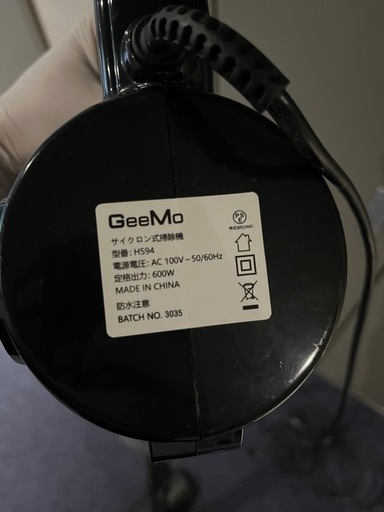 GeeMo
サイクロン式掃除機
型番: H594
電源電圧: AC 100V~50/60Hz
定格出力: 600W
MADE IN CHINA
防水注意
BATCH NO. 3035
PS
E